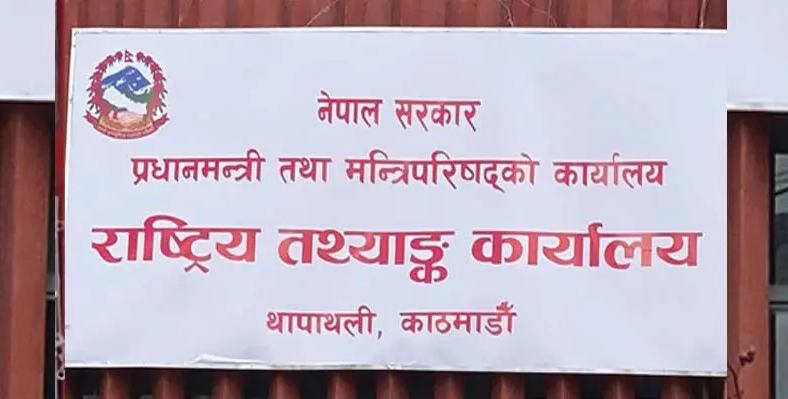 नेपाल सरकार
प्रधानमन्त्री तथा मन्त्रिपरिषद्को कार्यालय
राष्ट्रिय तथ्याङ्क कार्यालय
थापाथली, काठमाडौँ